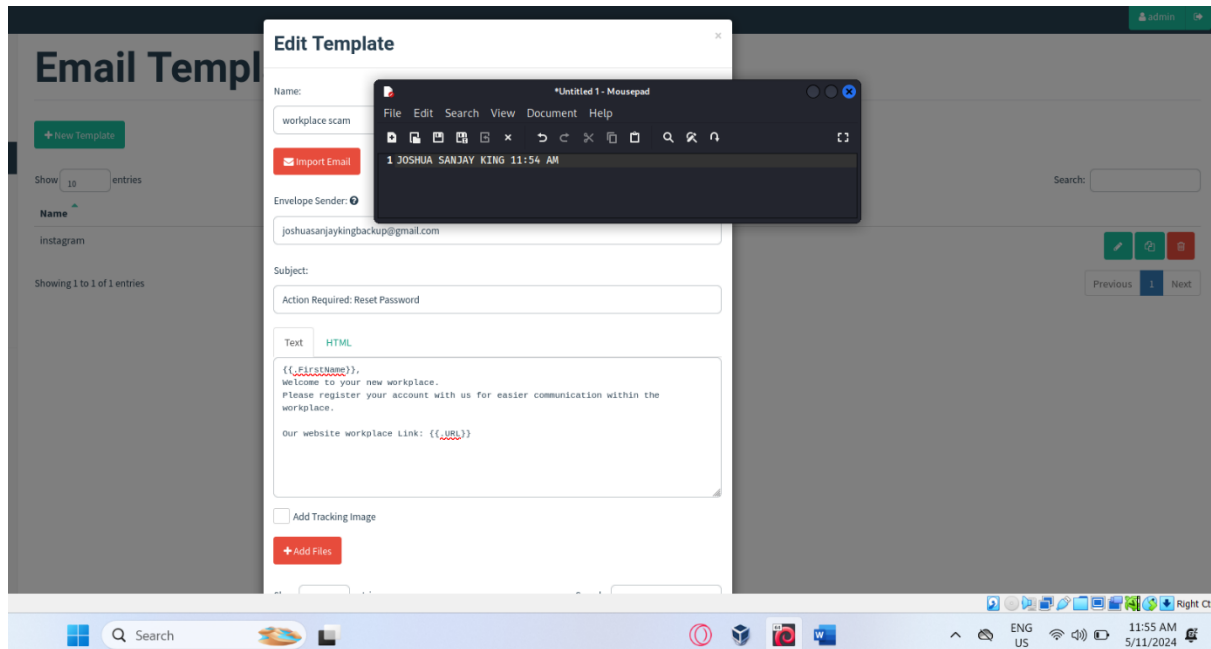 admin
Edit Template
×
Email Templ
Name:
*Untitled 1 - Mousepad
File Edit Search View Document Help
workplace scam
+ New Template
1 JOSHUA SANJAY KING 11:54 AM
Import Email
Show 10 entries
Search:
Envelope Sender:
Name
joshuasanjaykingbackup@gmail.com
instagram
Subject:
Showing 1 to 1 of 1 entries
Previous 1 Next
Action Required: Reset Password
Text HTML
{{.FirstName}},
Welcome to your new workplace.
Please register your account with us for easier communication within the
workplace.
Our website workplace Link: {{.URL}}
Add Tracking Image
+ Add Files
Right Ct
Search
ENG
US
11:55 AM
5/11/2024